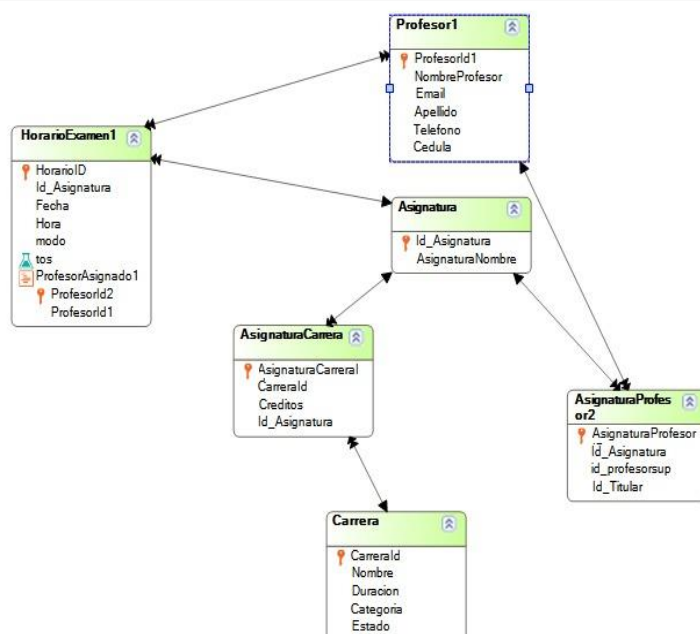 Profesor1
ProfesorId1
NombreProfesor
Email
Apellido
Telefono
Cedula
HorarioExamen1
HorarioID
Id_Asignatura
Fecha
Hora
modo
tos
ProfesorAsignado1
ProfesorId2
ProfesorId1
Asignatura
Id_Asignatura
AsignaturaNombre
AsignaturaCarrera
AsignaturaCarreraI
CarreraId
Creditos
Id_Asignatura
AsignaturaProfes
or2
AsignaturaProfesor
Id_Asignatura
id_profesorsup
Id_Titular
Carrera
CarreraId
Nombre
Duracion
Categoria
Estado